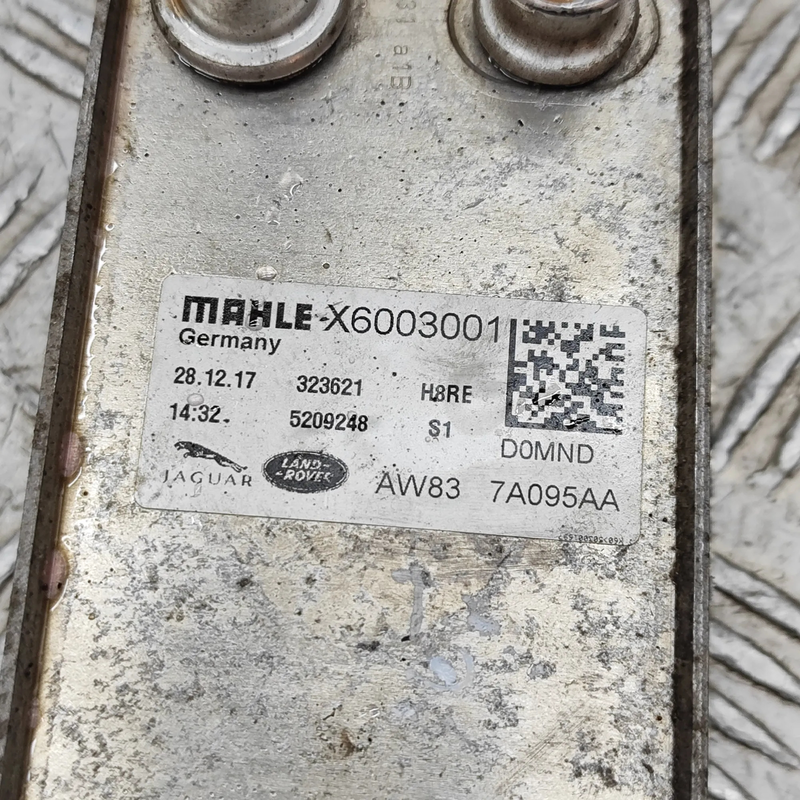 MAHLE X6003001
Germany
28.12.17 323621 H8RE
14:32 5209248 S1
D0MND
JAGUAR LAND-ROVER AW83 7A095AA